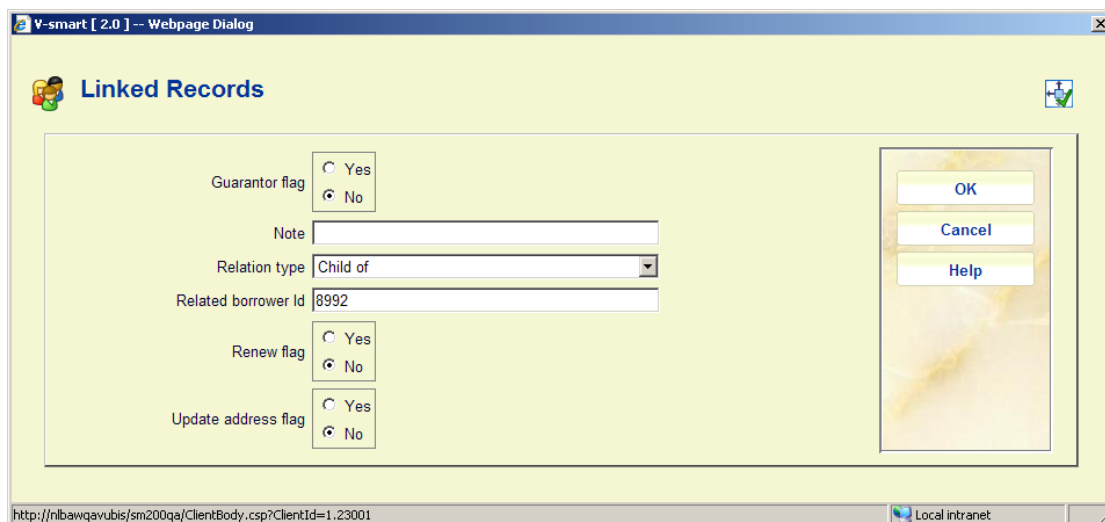 V-smart [ 2.0 ] -- Webpage Dialog
Linked Records
Guarantor flag
Yes
No
Note
Relation type Child of
Related borrower Id 8992
Renew flag
Yes
No
Update address flag
Yes
No
OK
Cancel
Help
http://nlbawqavubis/sm200qa/ClientBody.csp?ClientId=1.23001
Local intranet